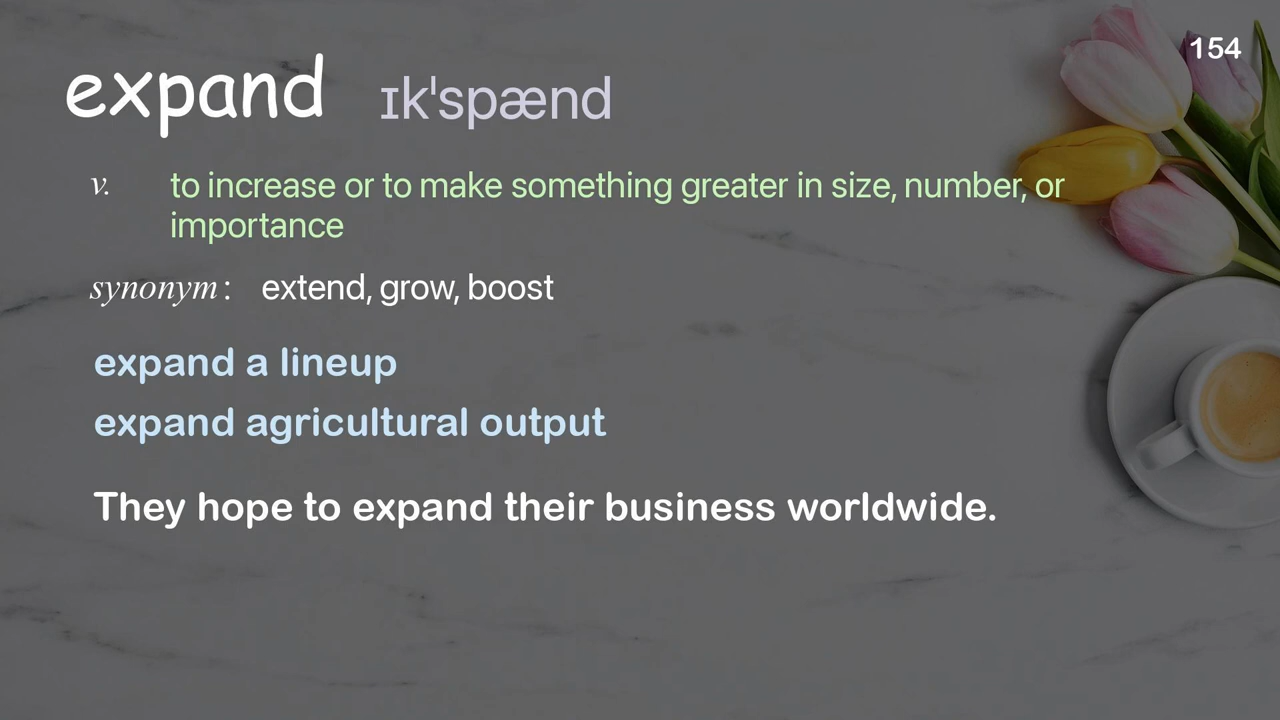 154
expand ɪkˈspænd
v. to increase or to make something greater in size, number, or
importance
synonym : extend, grow, boost
expand a lineup
expand agricultural output
They hope to expand their business worldwide.